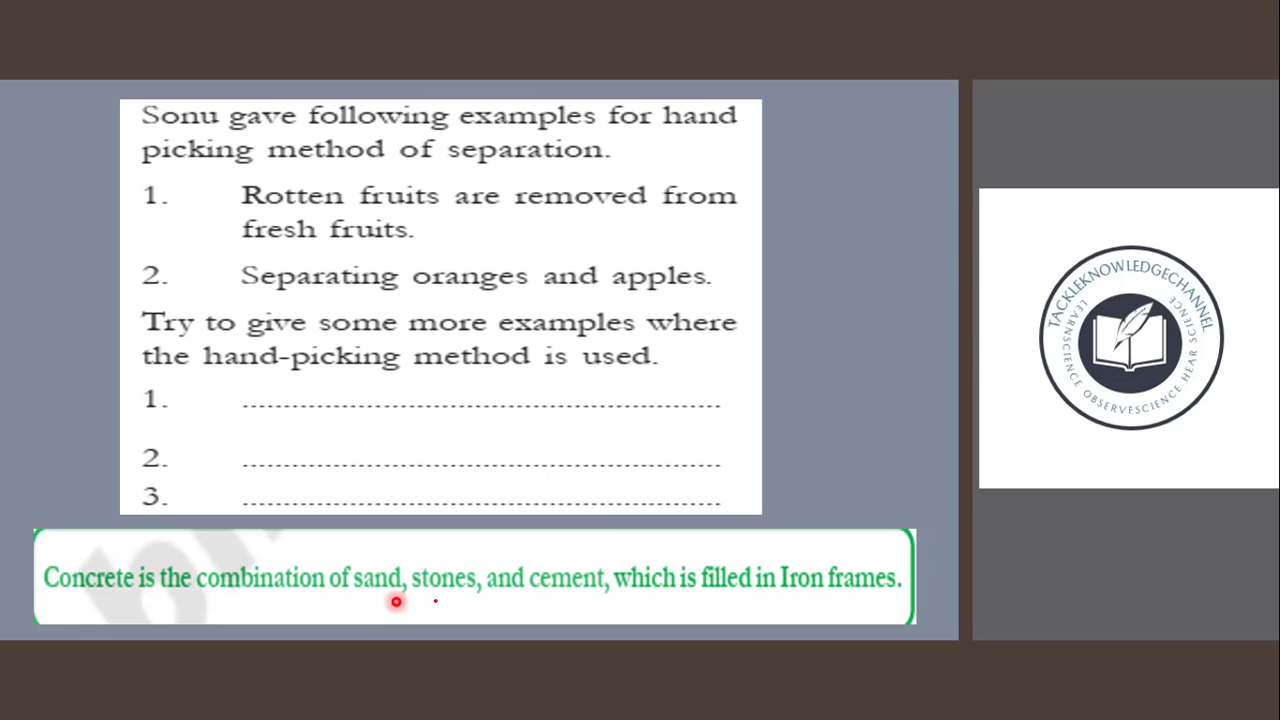 Sonu gave following examples for hand
picking method of separation.
1. Rotten fruits are removed from
fresh fruits.
2. Separating oranges and apples.
Try to give some more examples where
the hand-picking method is used.
1. ................................................................
2. ................................................................
3. ................................................................
Concrete is the combination of sand, stones, and cement, which is filled in Iron frames.
TACKLEKNOWLEDGECHANNEL
LEARNSCIENCE OBSERVESCIENCE HEAR SCIENCE